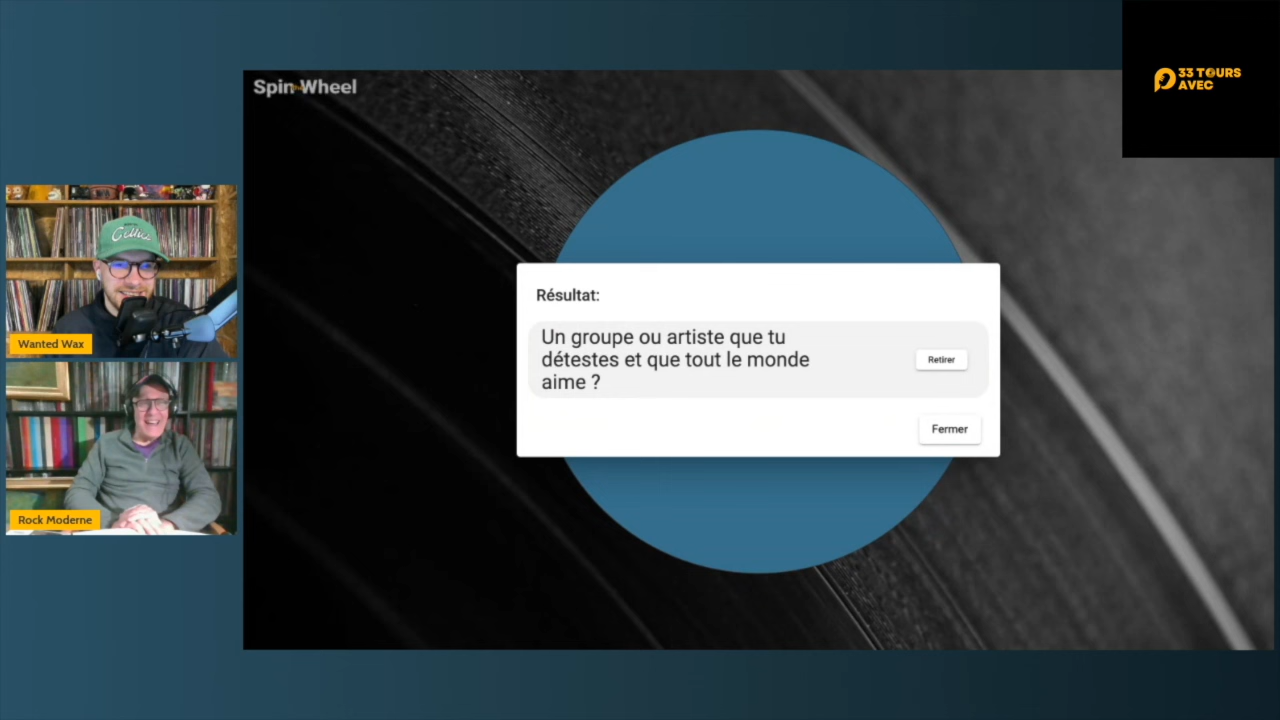 33 TOURS
AVEC
Spin Wheel
Résultat:
Un groupe ou artiste que tu
détestes et que tout le monde
aime ?
Retirer
Fermer
Wanted Wax
Rock Moderne